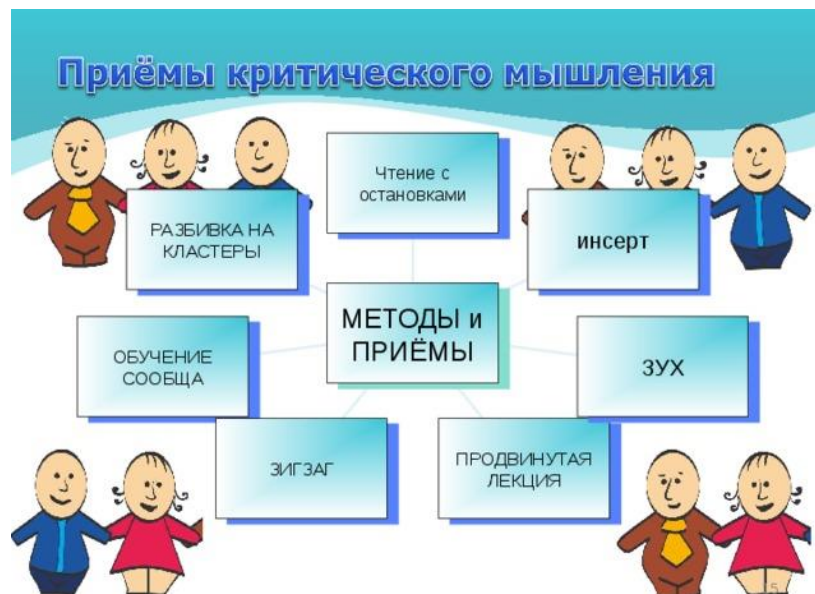 Приёмы критического мышления
Чтение с
остановками
РАЗБИВКА НА
КЛАСТЕРЫ
инсерт
МЕТОДЫ и
ПРИЁМЫ
ОБУЧЕНИЕ
СООБЩА
ЗУХ
ЗИГЗАГ
ПРОДВИНУТАЯ
ЛЕКЦИЯ